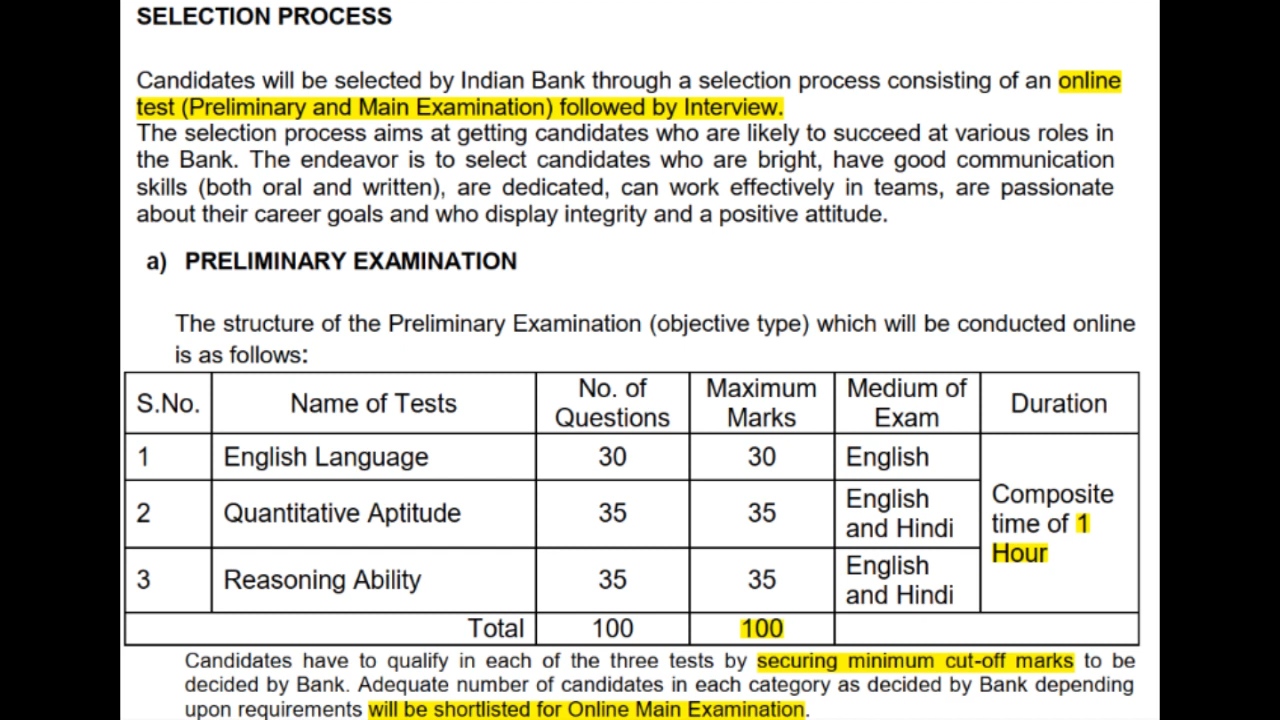 SELECTION PROCESS
Candidates will be selected by Indian Bank through a selection process consisting of an online
test (Preliminary and Main Examination) followed by Interview.
The selection process aims at getting candidates who are likely to succeed at various roles in
the Bank. The endeavor is to select candidates who are bright, have good communication
skills (both oral and written), are dedicated, can work effectively in teams, are passionate
about their career goals and who display integrity and a positive attitude.
a) PRELIMINARY EXAMINATION
The structure of the Preliminary Examination (objective type) which will be conducted online
is as follows:
S.No. Name of Tests No. of Questions Maximum Marks Medium of Exam Duration
1 English Language 30 30 English Composite time of 1 Hour
2 Quantitative Aptitude 35 35 English and Hindi
3 Reasoning Ability 35 35 English and Hindi
Total 100 100
Candidates have to qualify in each of the three tests by securing minimum cut-off marks to be
decided by Bank. Adequate number of candidates in each category as decided by Bank depending
upon requirements will be shortlisted for Online Main Examination.